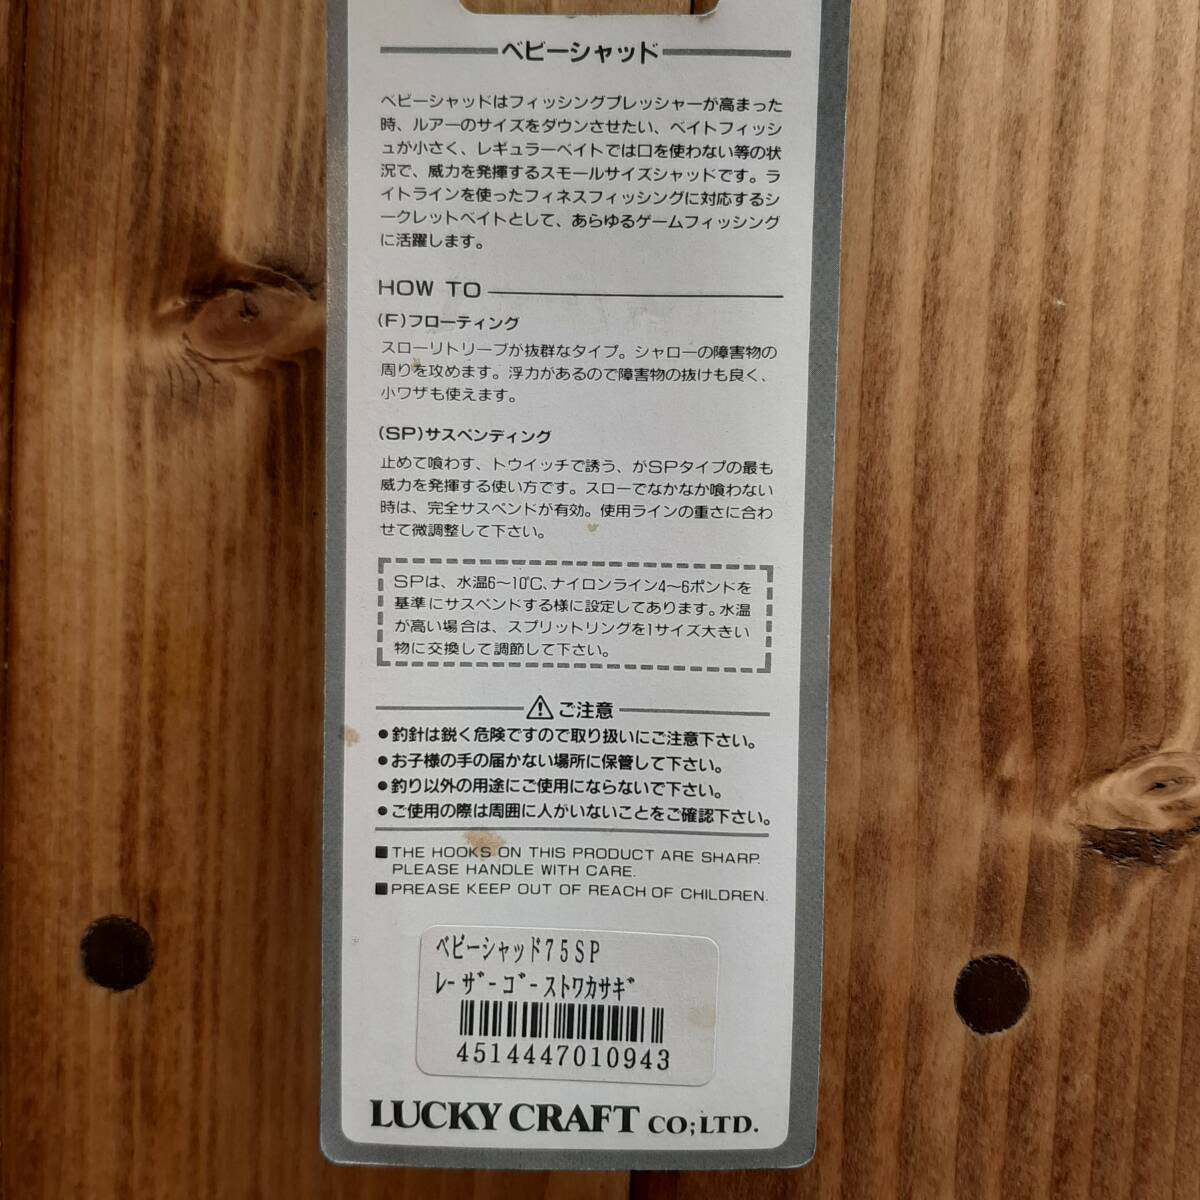 ベビーシャッド
ベビーシャッドはフィッシングプレッシャーが高まった
時、ルアーのサイズをダウンさせたい、ベイトフィッシ
ュが小さく、レギュラーベイトでは口を使わない等の状
況で、威力を発揮するスモールサイズシャッドです。ラ
イトラインを使ったフィネスフィッシングに対応するシ
ークレットベイトとして、あらゆるゲームフィッシング
に活躍します。
HOW TO
(F)フローティング
スローリトリーブが抜群なタイプ。シャローの障害物の
周りを攻めます。浮力があるので障害物の抜けも良く、
小ワザも使えます。
(SP)サスペンディング
止めて喰わす、トウイッチで誘う、がSPタイプの最も
威力を発揮する使い方です。スローでなかなか喰わない
時は、完全サスペンドが有効。使用ラインの重さに合わ
せて微調整して下さい。
SPは、水温6〜10℃、ナイロンライン4〜6ポンドを
基準にサスペンドする様に設定してあります。水温
が高い場合は、スプリットリングを1サイズ大きい
物に交換して調節して下さい。
⚠ご注意
●釣針は鋭く危険ですので取り扱いにご注意下さい。
●お子様の手の届かない場所に保管して下さい。
●釣り以外の用途にご使用にならないで下さい。
●ご使用の際は周囲に人がいないことをご確認下さい。
■THE HOOKS ON THIS PRODUCT ARE SHARP.
PLEASE HANDLE WITH CARE.
■PREASE KEEP OUT OF REACH OF CHILDREN.
ベビーシャッド75SP
ﾚｰｻﾞｰｺﾞｰｽﾄﾜｶｻｷﾞ
4514447010943
LUCKY CRAFT CO;LTD.